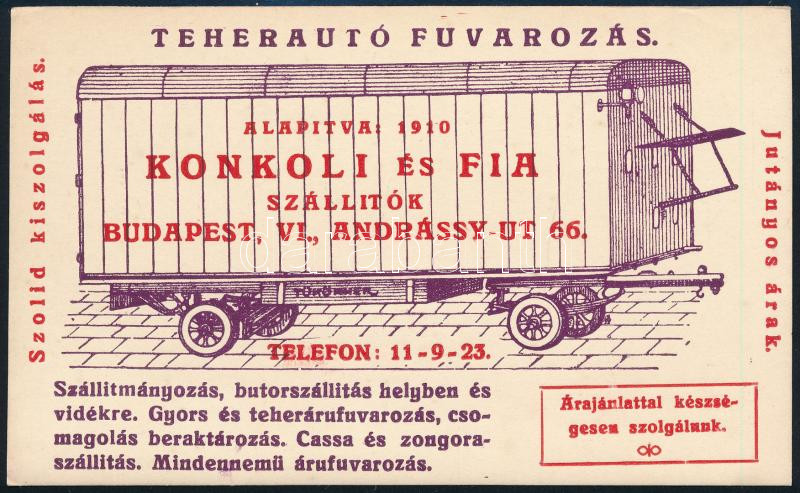 TEHERAUTÓ FUVAROZÁS.
Szolid kiszolgálás.
ALAPITVA: 1910
KONKOLI ÉS FIA
SZÁLLITÓK
BUDAPEST, VI., ANDRÁSSY-UT 66.
Jutányos árak.
TELEFON: 11-9-23.
Szállitmányozás, butorszállitás helyben és
vidékre. Gyors és teherárufuvarozás, cso-
magolás beraktározás. Cassa és zongora-
szállitás. Mindennemü árufuvarozás.
Árajánlattal készsé-
gesen szolgálunk.